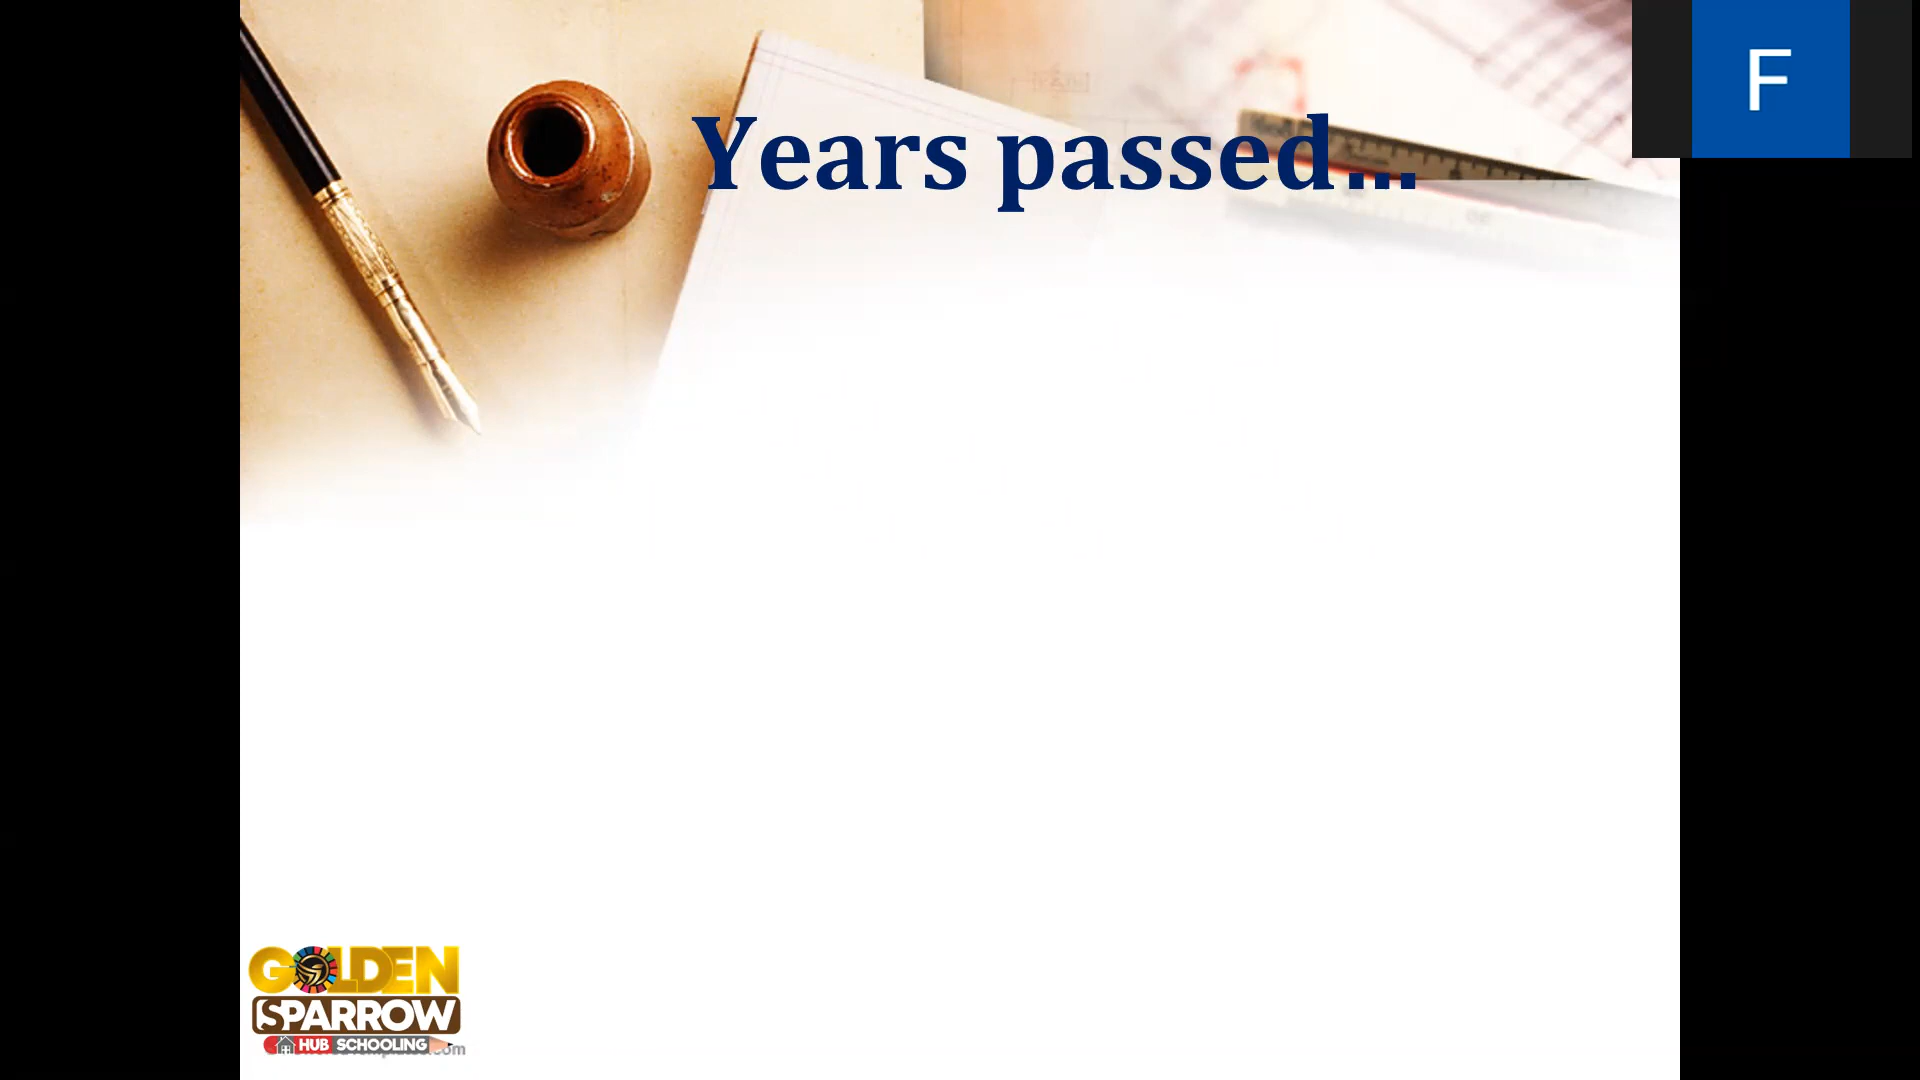 Years passed...
F
GOLDEN
SPARROW
HUB SCHOOLING